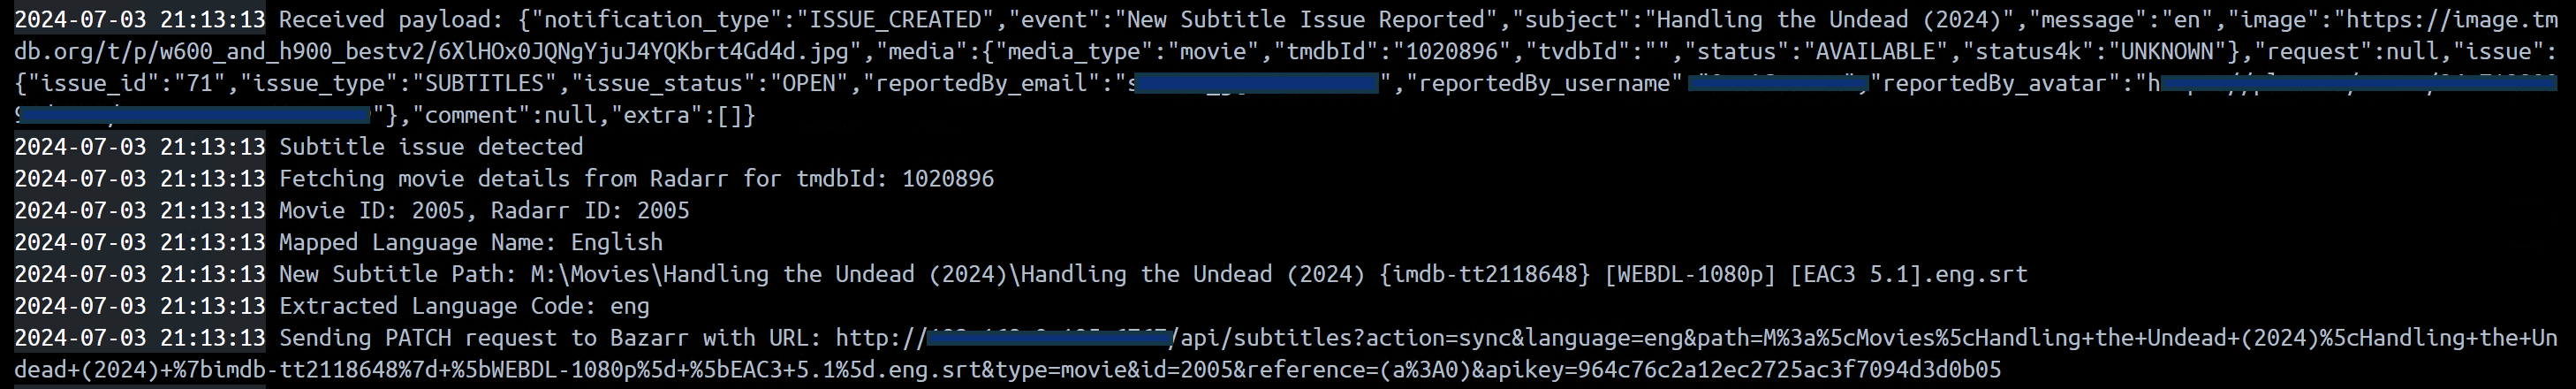 2024-07-03 21:13:13 Received payload: {"notification_type":"ISSUE_CREATED","event":"New Subtitle Issue Reported","subject":"Handling the Undead (2024)","message":"en","image":"https://image.tm
db.org/t/p/w600_and_h900_bestv2/6XlHOx0JQNgYjuJ4YQKbrt4Gd4d.jpg","media":{"media_type":"movie","tmdbId":"1020896","tvdbId":"","status":"AVAILABLE","status4k":"UNKNOWN"},"request":null,"issue":
{"issue_id":"71","issue_type":"SUBTITLES","issue_status":"OPEN","reportedBy_email":"s ","reportedBy_username" ,"reportedBy_avatar":"h
"},"comment":null,"extra":[]}
2024-07-03 21:13:13 Subtitle issue detected
2024-07-03 21:13:13 Fetching movie details from Radarr for tmdbId: 1020896
2024-07-03 21:13:13 Movie ID: 2005, Radarr ID: 2005
2024-07-03 21:13:13 Mapped Language Name: English
2024-07-03 21:13:13 New Subtitle Path: M:\Movies\Handling the Undead (2024)\Handling the Undead (2024) {imdb-tt2118648} [WEBDL-1080p] [EAC3 5.1].eng.srt
2024-07-03 21:13:13 Extracted Language Code: eng
2024-07-03 21:13:13 Sending PATCH request to Bazarr with URL: http:// /api/subtitles?action=sync&language=eng&path=M%3a%5cMovies%5cHandling+the+Undead+(2024)%5cHandling+the+Un
dead+(2024)+%7bimdb-tt2118648%7d+%5bWEBDL-1080p%5d+%5bEAC3+5.1%5d.eng.srt&type=movie&id=2005&reference=(a%3A0)&apikey=964c76c2a12ec2725ac3f7094d3d0b05